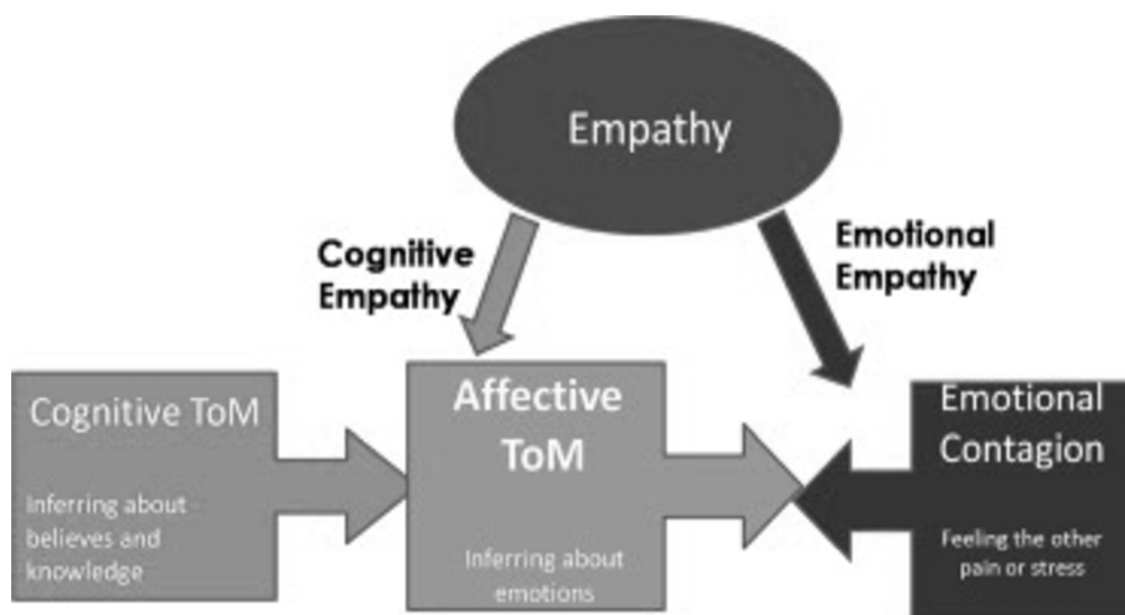 Empathy
Cognitive
Empathy
Emotional
Empathy
Cognitive ToM
Inferring about
believes and
knowledge
Affective
ToM
Inferring about
emotions
Emotional
Contagion
Feeling the other
pain or stress